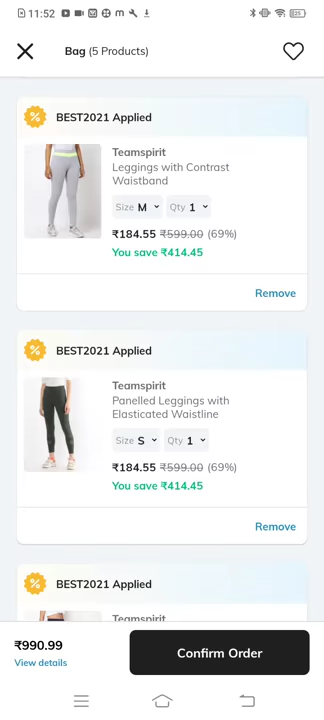 11:52
25
Bag (5 Products)
BEST2021 Applied
Teamspirit
Leggings with Contrast
Waistband
Size M Qty 1
₹184.55 ₹599.00 (69%)
You save ₹414.45
Remove
BEST2021 Applied
Teamspirit
Panelled Leggings with
Elasticated Waistline
Size S Qty 1
₹184.55 ₹599.00 (69%)
You save ₹414.45
Remove
BEST2021 Applied
Teamspirit
₹990.99
View details
Confirm Order